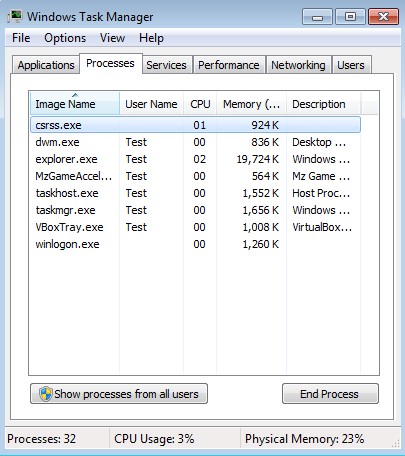 Windows Task Manager
File Options View Help
Applications Processes Services Performance Networking Users
Image Name User Name CPU Memory (... Description
csrss.exe 01 924 K
dwm.exe Test 00 836 K Desktop ...
explorer.exe Test 02 19,724 K Windows ...
MzGameAccel... Test 00 564 K Mz Game ...
taskhost.exe Test 00 1,552 K Host Proc...
taskmgr.exe Test 00 1,656 K Windows ...
VBoxTray.exe Test 00 1,008 K VirtualBox...
winlogon.exe 00 1,260 K
Show processes from all users End Process
Processes: 32 CPU Usage: 3% Physical Memory: 23%